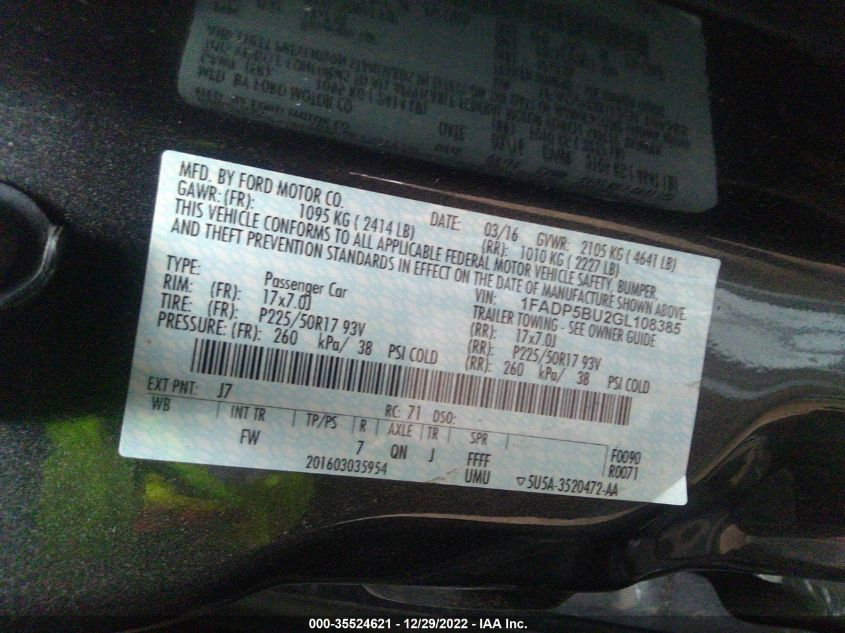 MFD. BY FORD MOTOR CO.
DATE: 03/16 GVWR: 2105 KG ( 4641 LB)
GAWR: (FR): 1095 KG ( 2414 LB) (RR): 1010 KG ( 2227 LB)
THIS VEHICLE CONFORMS TO ALL APPLICABLE FEDERAL MOTOR VEHICLE SAFETY, BUMPER,
AND THEFT PREVENTION STANDARDS IN EFFECT ON THE DATE OF MANUFACTURE SHOWN ABOVE.
VIN: 1FADP5BU2GL108385
TYPE: Passenger Car TRAILER TOWING - SEE OWNER GUIDE
RIM: (FR): 17x7.0J (RR): 17x7.0J
TIRE: (FR): P225/50R17 93V (RR): P225/50R17 93V
PRESSURE: (FR): 260 kPa/ 38 PSI COLD (RR): 260 kPa/ 38 PSI COLD
EXT PNT: J7 RC: 71 DSO:
WB INT TR TP/PS R AXLE TR SPR F0090
FW 7 QN J FFFF R0071
201603035954 UMU ▽5U5A-3520472-AA
000-35524621 - 12/29/2022 - IAA Inc.